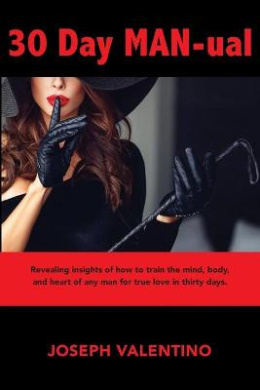 30 Day MAN-ual
Revealing insights of how to train the mind, body,
and heart of any man for true love in thirty days.
JOSEPH VALENTINO